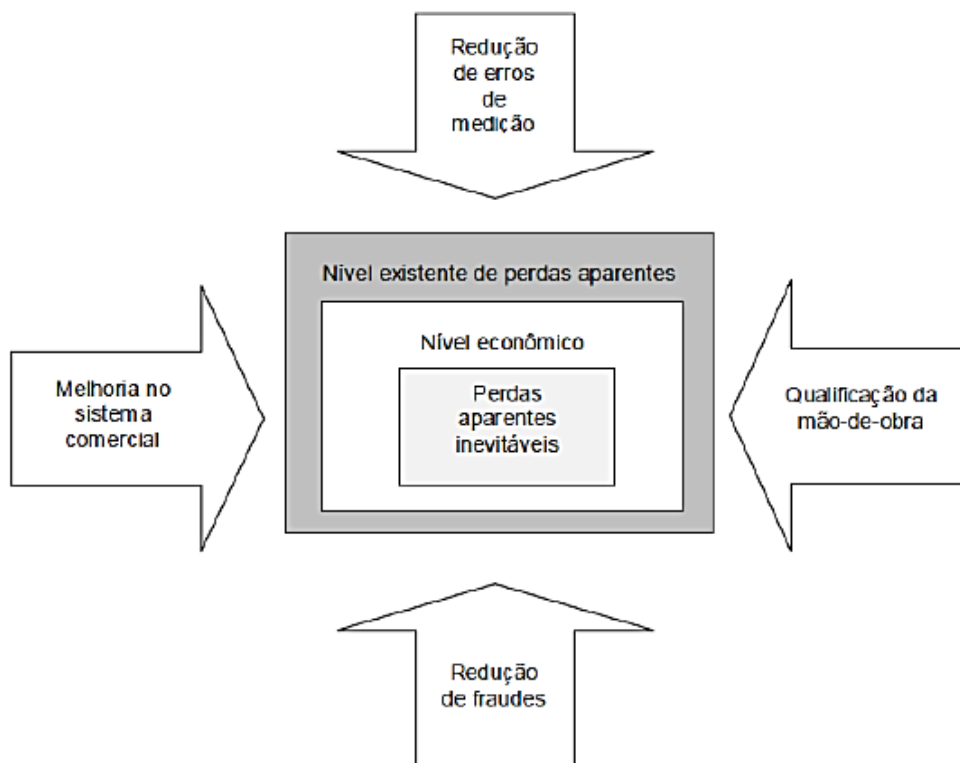 Redução
de erros
de
medição
Nível existente de perdas aparentes
Nível econômico
Perdas
aparentes
inevitáveis
Melhoria no
sistema
comercial
Qualificação da
mão-de-obra
Redução
de fraudes